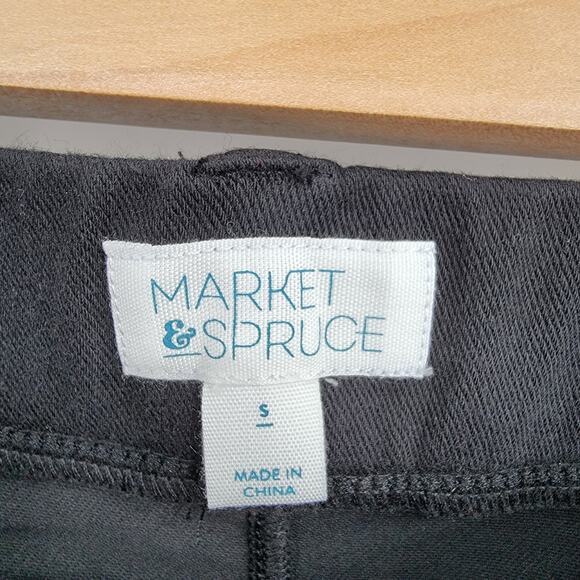 MARKET
& SPRUCE
S
MADE IN
CHINA